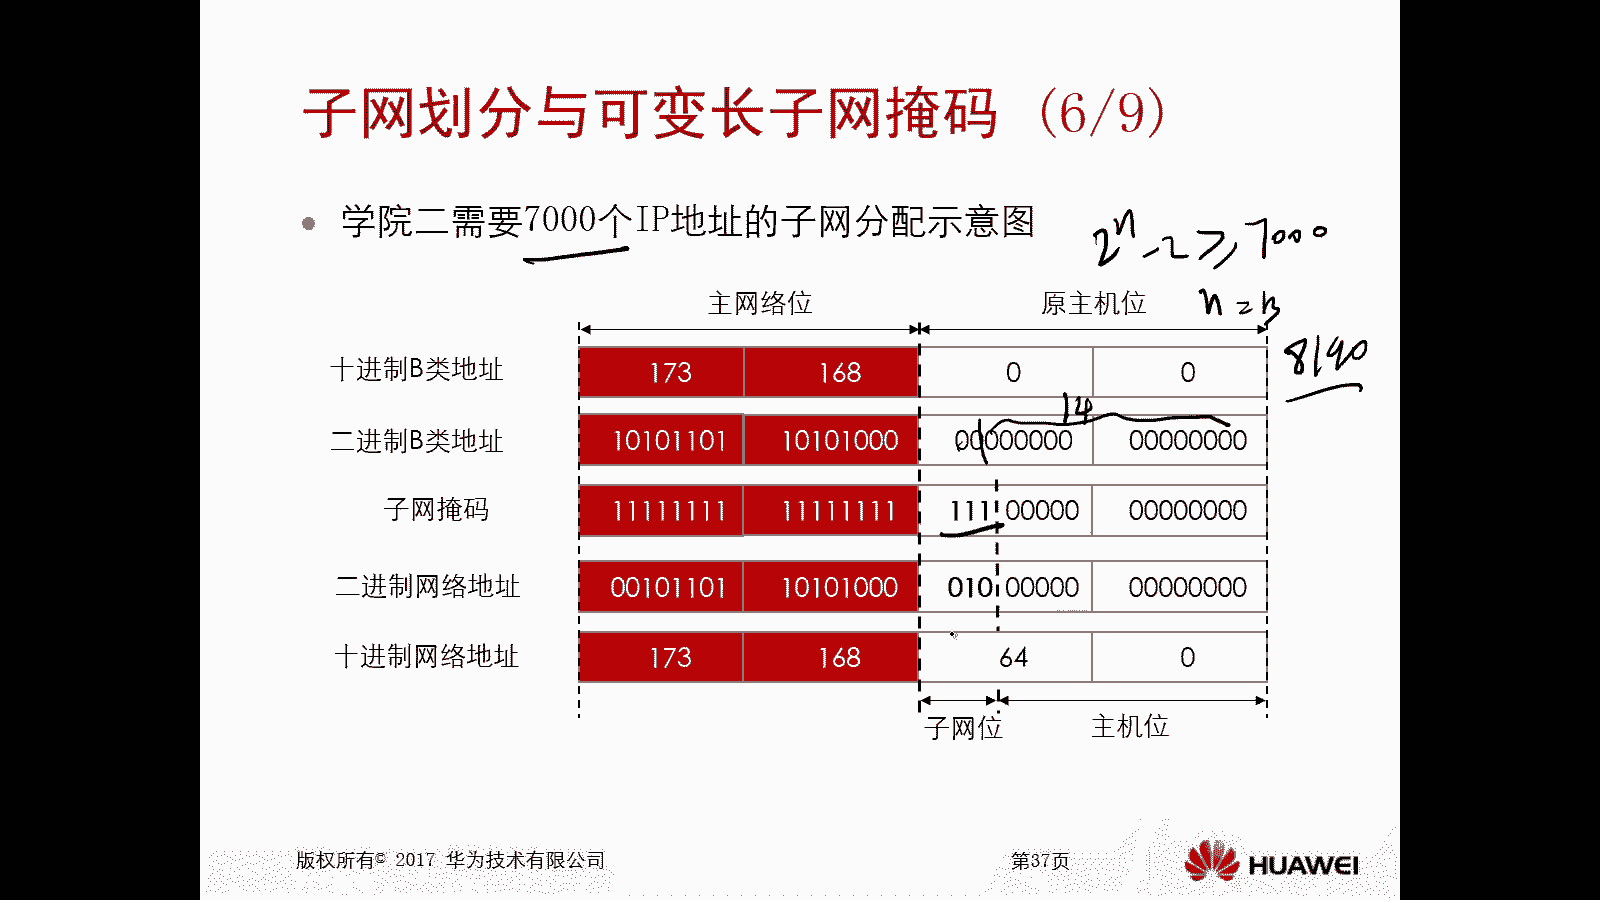 子网划分与可变长子网掩码 (6/9)
学院二需要7000个IP地址的子网分配示意图
2ⁿ-2≥7000
主网络位 原主机位
n=13
8190
十进制B类地址 173 168 0 0
14
二进制B类地址 10101101 10101000 00000000 00000000
子网掩码 11111111 11111111 111 00000 00000000
二进制网络地址 00101101 10101000 010 00000 00000000
十进制网络地址 173 168 64 0
子网位 主机位
版权所有© 2017 华为技术有限公司 第37页 HUAWEI